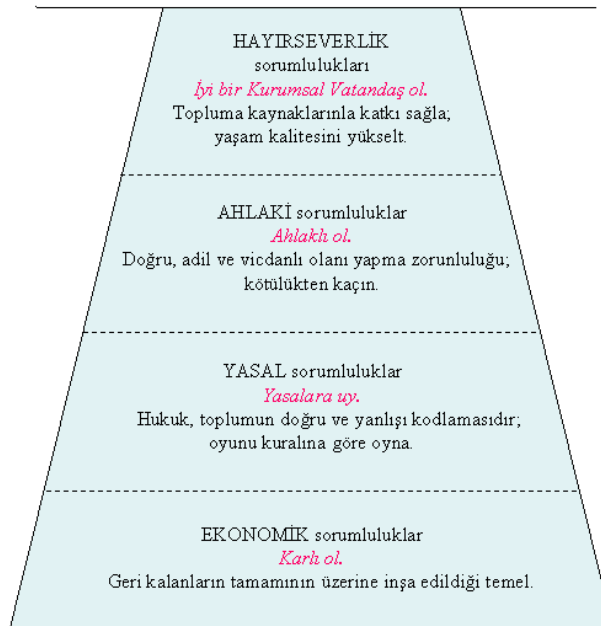 HAYIRSEVERLİK
sorumlulukları
İyi bir Kurumsal Vatandaş ol.
Topluma kaynaklarınla katkı sağla;
yaşam kalitesini yükselt.
AHLAKİ sorumluluklar
Ahlaklı ol.
Doğru, adil ve vicdanlı olanı yapma zorunluluğu;
kötülükten kaçın.
YASAL sorumluluklar
Yasalara uy.
Hukuk, toplumun doğru ve yanlışı kodlamasıdır;
oyunu kuralına göre oyna.
EKONOMİK sorumluluklar
Karlı ol.
Geri kalanların tamamının üzerine inşa edildiği temel.